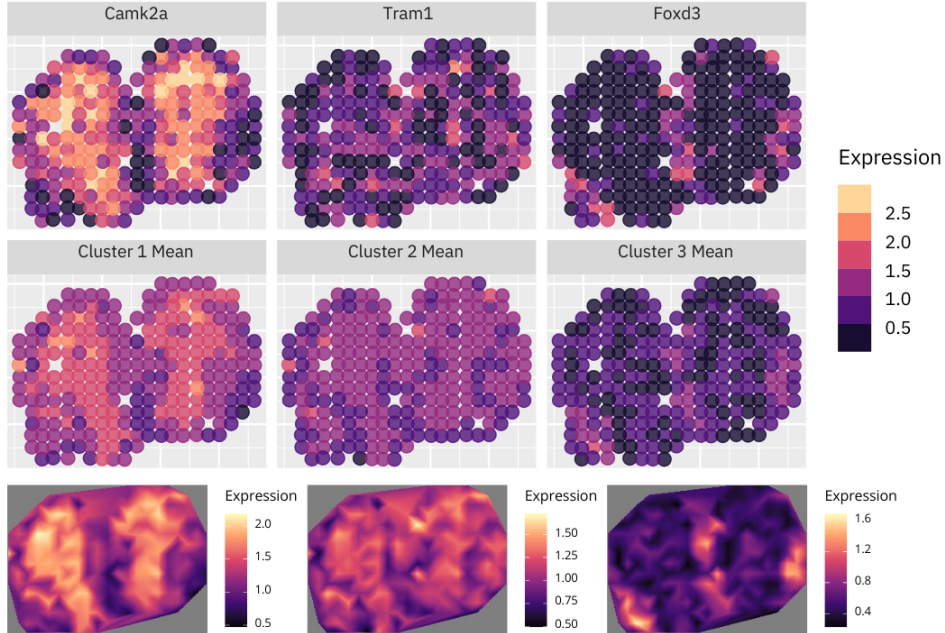 Camk2a
Tram1
Foxd3
Expression
2.5
2.0
1.5
1.0
0.5
Cluster 1 Mean
Cluster 2 Mean
Cluster 3 Mean
Expression
2.0
1.5
1.0
0.5
Expression
1.50
1.25
1.00
0.75
0.50
Expression
1.6
1.2
0.8
0.4